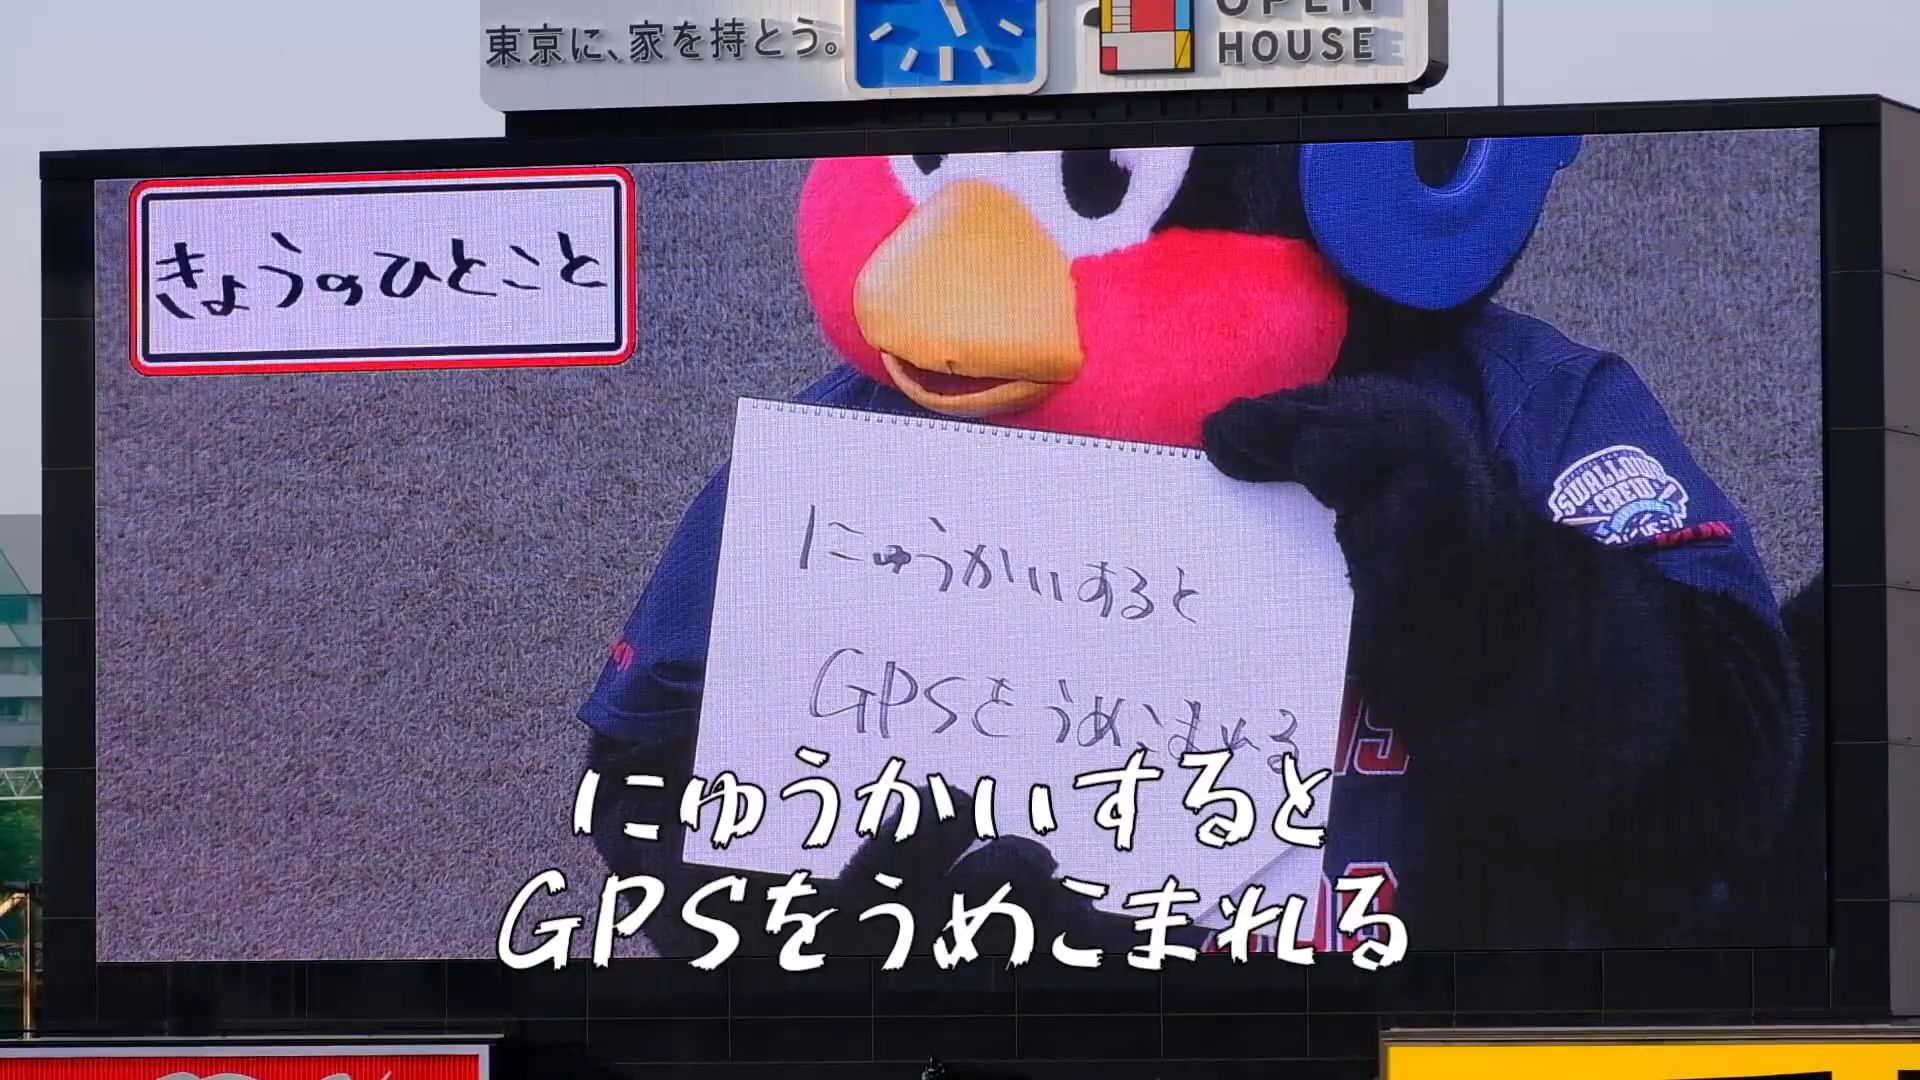 東京に、家を持とう。
OPEN
HOUSE
きょうのひとこと
SWALLOWS
CREW
にゅうかいすると
GPSをうめこまれる
にゅうかいすると
GPSをうめこまれる